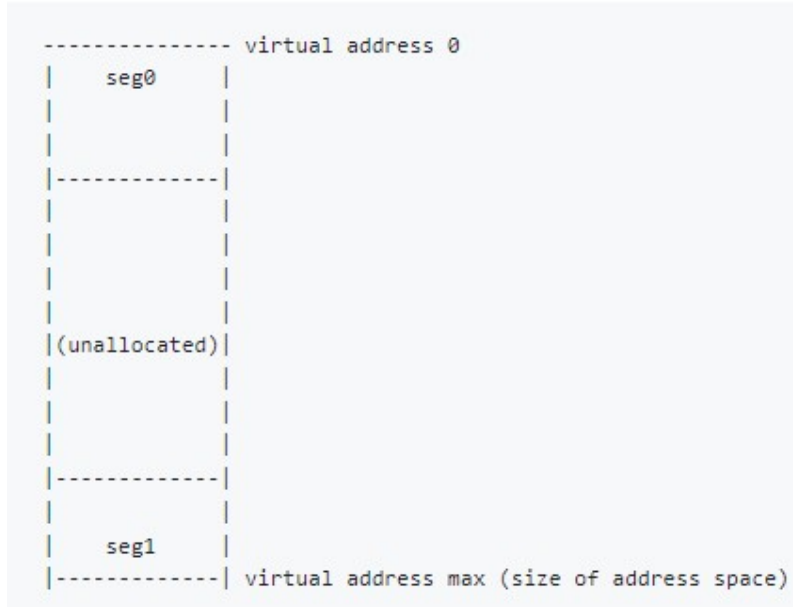 --------------- virtual address 0
|    seg0      |
|              |
|              |
|-------------|
|              |
|              |
|              |
|              |
|(unallocated)|
|              |
|              |
|              |
|-------------|
|              |
|    seg1      |
|-------------| virtual address max (size of address space)